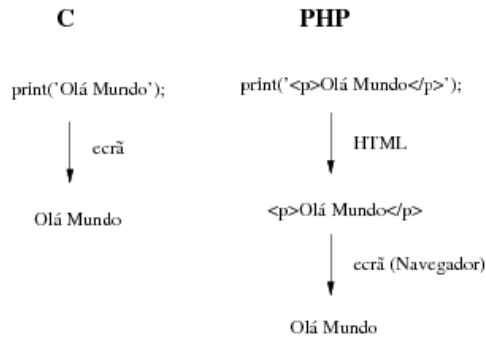 C
print('Olá Mundo');
ecrã
Olá Mundo
PHP
print('<p>Olá Mundo</p>');
HTML
<p>Olá Mundo</p>
ecrã (Navegador)
Olá Mundo